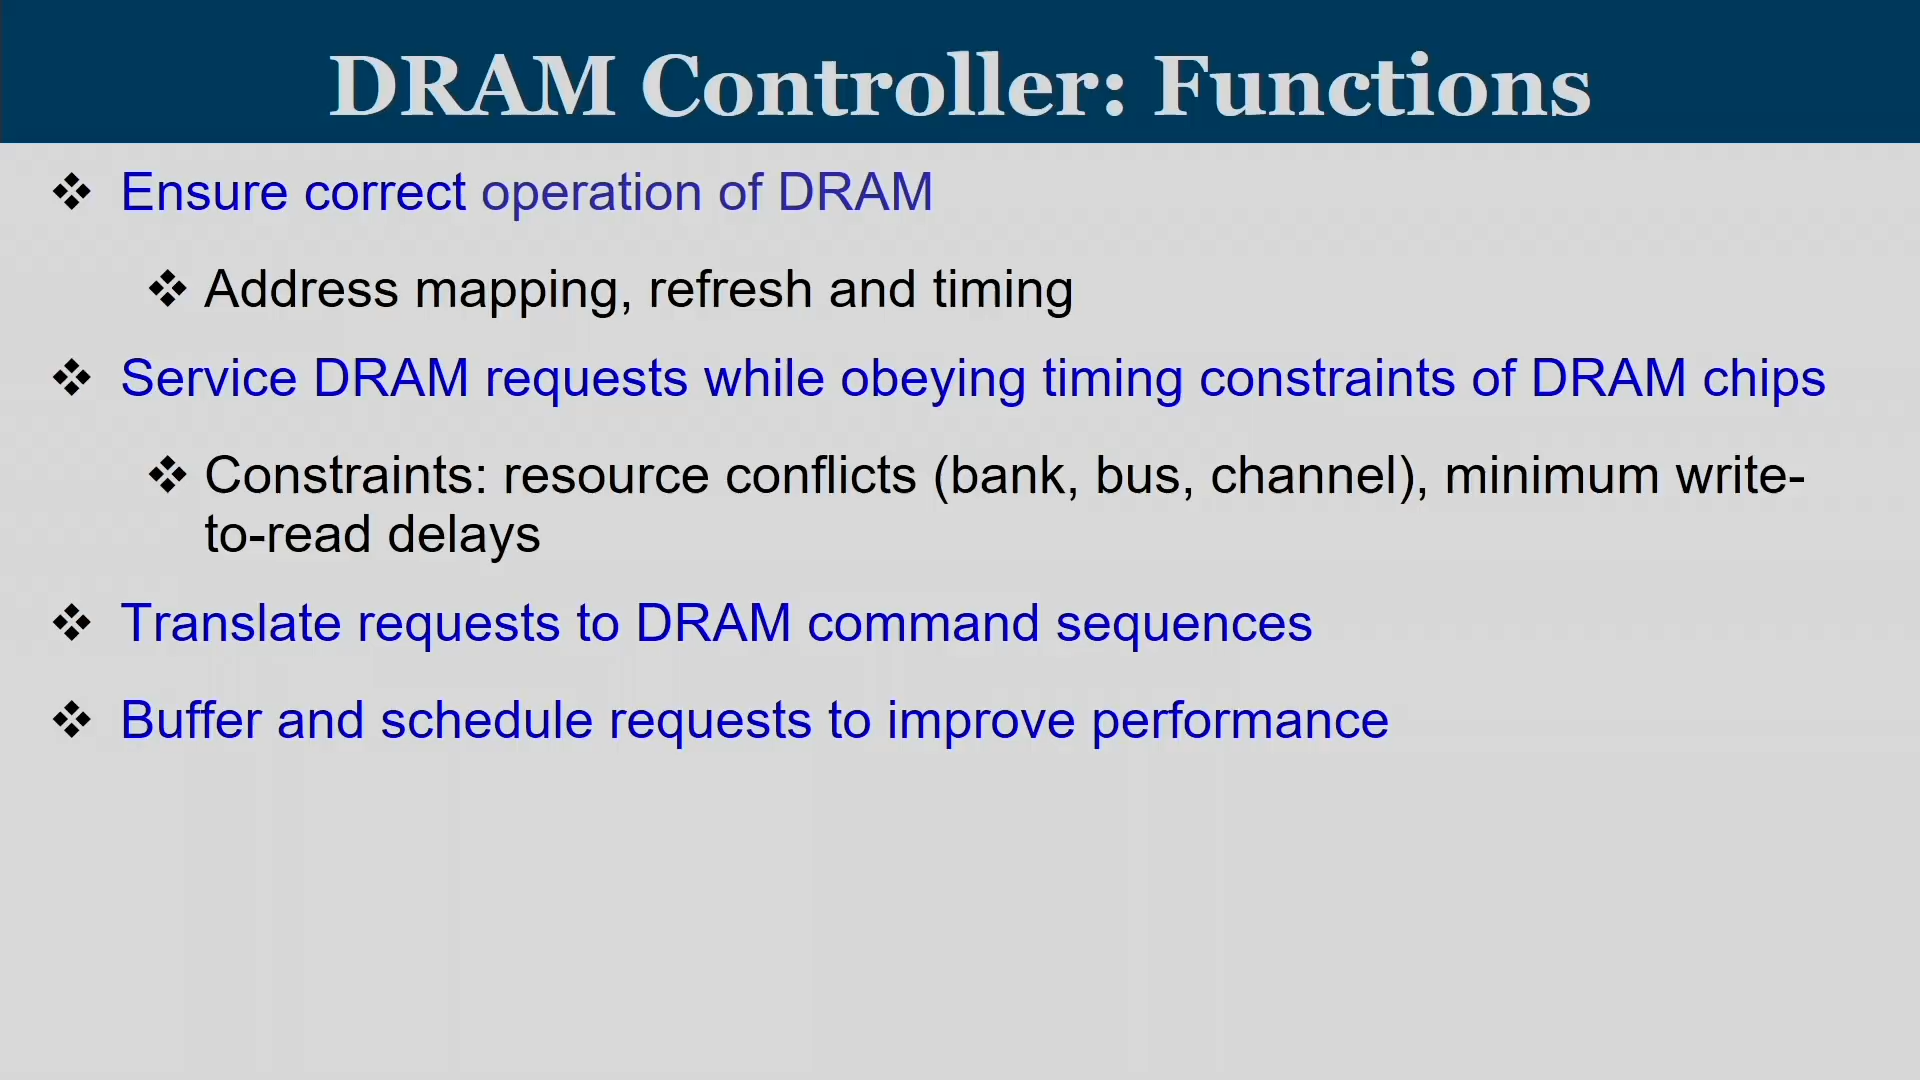 DRAM Controller: Functions
❖ Ensure correct operation of DRAM
❖ Address mapping, refresh and timing
❖ Service DRAM requests while obeying timing constraints of DRAM chips
❖ Constraints: resource conflicts (bank, bus, channel), minimum write-
to-read delays
❖ Translate requests to DRAM command sequences
❖ Buffer and schedule requests to improve performance